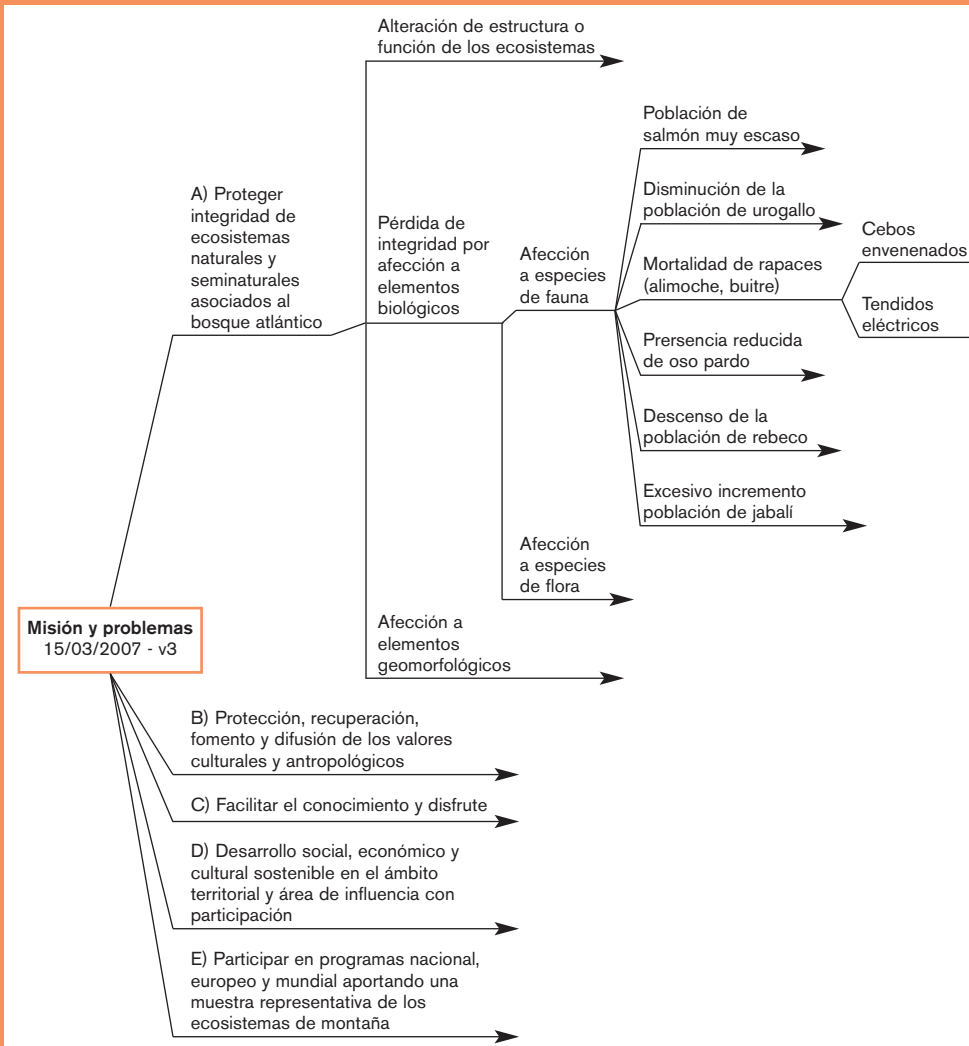 Alteración de estructura o
función de los ecosistemas
Población de
salmón muy escaso
A) Proteger
integridad de
ecosistemas
naturales y
seminaturales
asociados al
bosque atlántico
Disminución de la
población de urogallo
Pérdida de
integridad por
afección a
elementos
biológicos
Afección
a especies
de fauna
Cebos
envenenados
Mortalidad de rapaces
(alimoche, buitre)
Tendidos
eléctricos
Prersencia reducida
de oso pardo
Descenso de la
población de rebeco
Excesivo incremento
población de jabalí
Afección
a especies
de flora
Afección a
elementos
geomorfológicos
Misión y problemas
15/03/2007 - v3
B) Protección, recuperación,
fomento y difusión de los valores
culturales y antropológicos
C) Facilitar el conocimiento y disfrute
D) Desarrollo social, económico y
cultural sostenible en el ámbito
territorial y área de influencia con
participación
E) Participar en programas nacional,
europeo y mundial aportando una
muestra representativa de los
ecosistemas de montaña